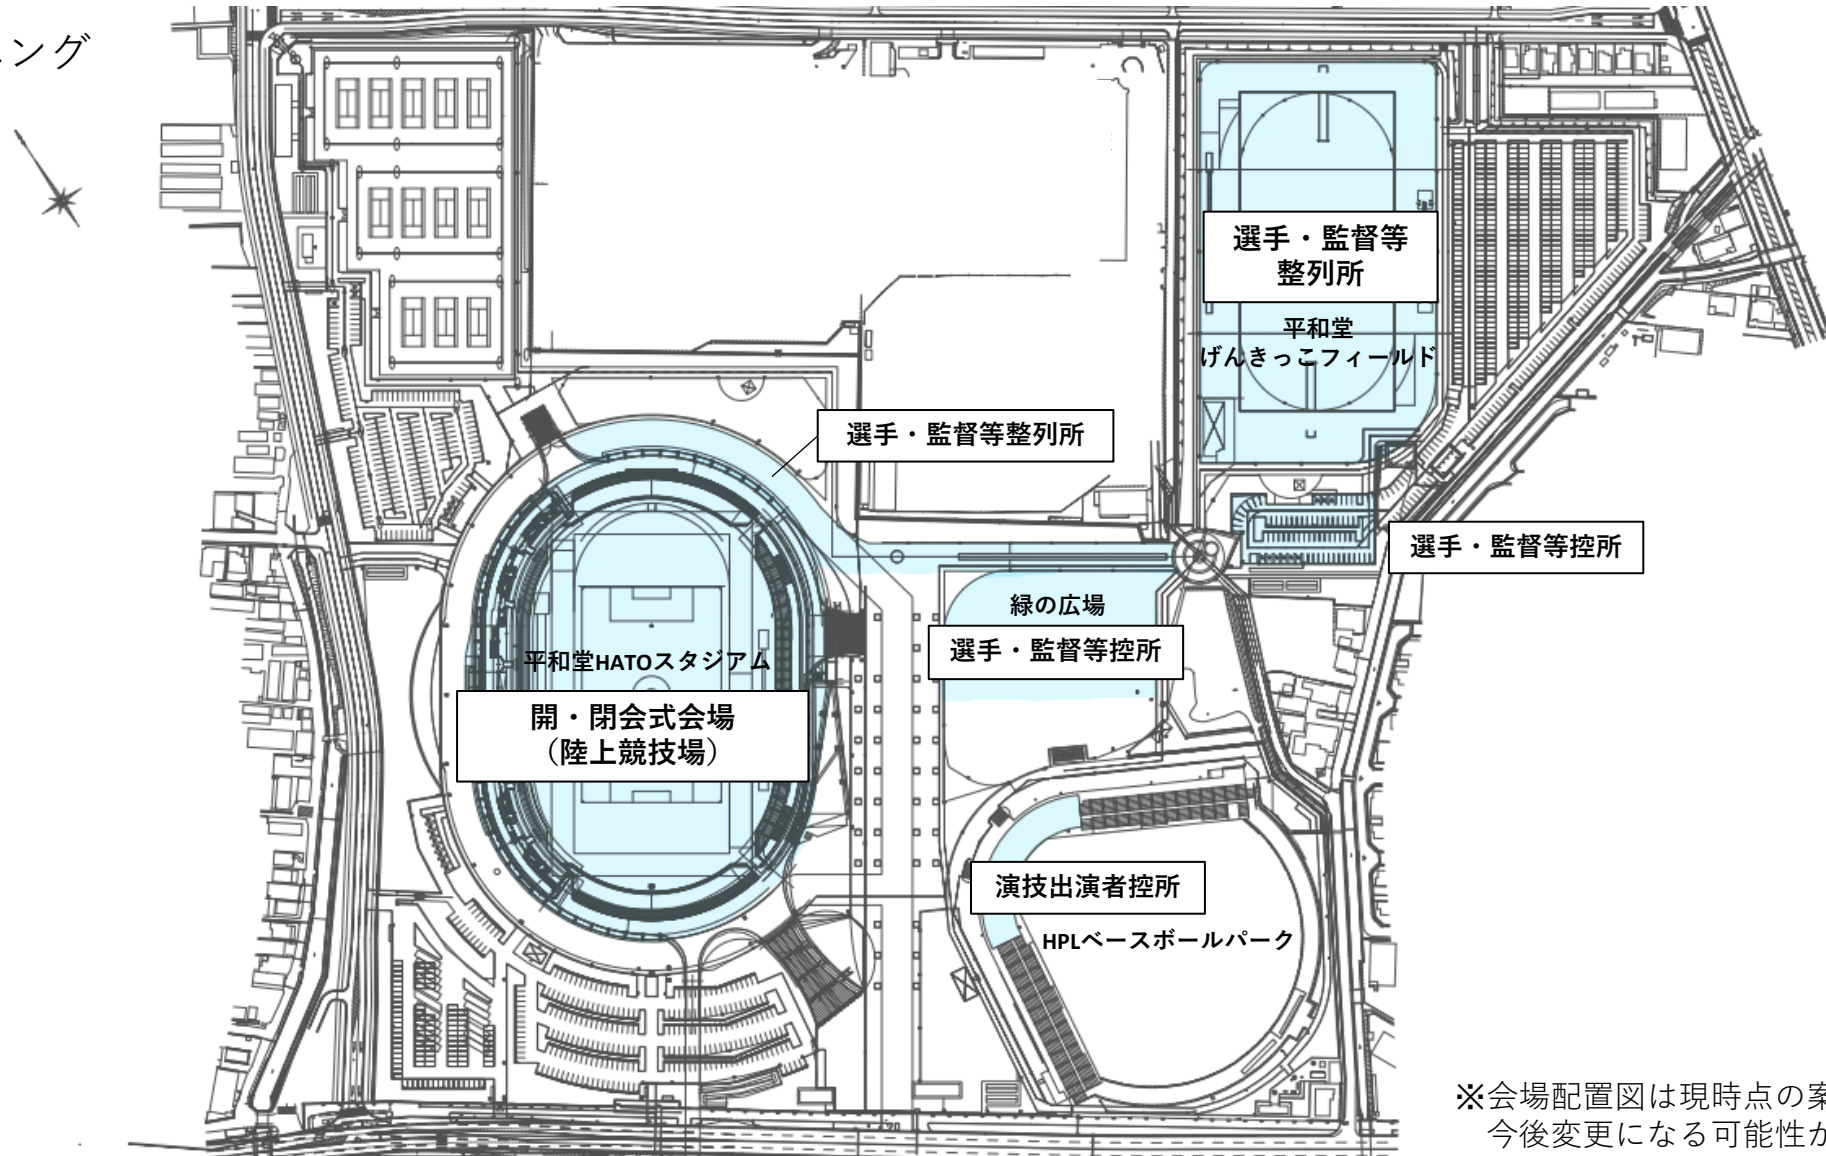 ニング
選手・監督等
整列所
平和堂
げんきっこフィールド
選手・監督等整列所
選手・監督等控所
緑の広場
選手・監督等控所
平和堂HATOスタジアム
開・閉会式会場
（陸上競技場）
演技出演者控所
HPLベースボールパーク
※会場配置図は現時点の案
今後変更になる可能性が